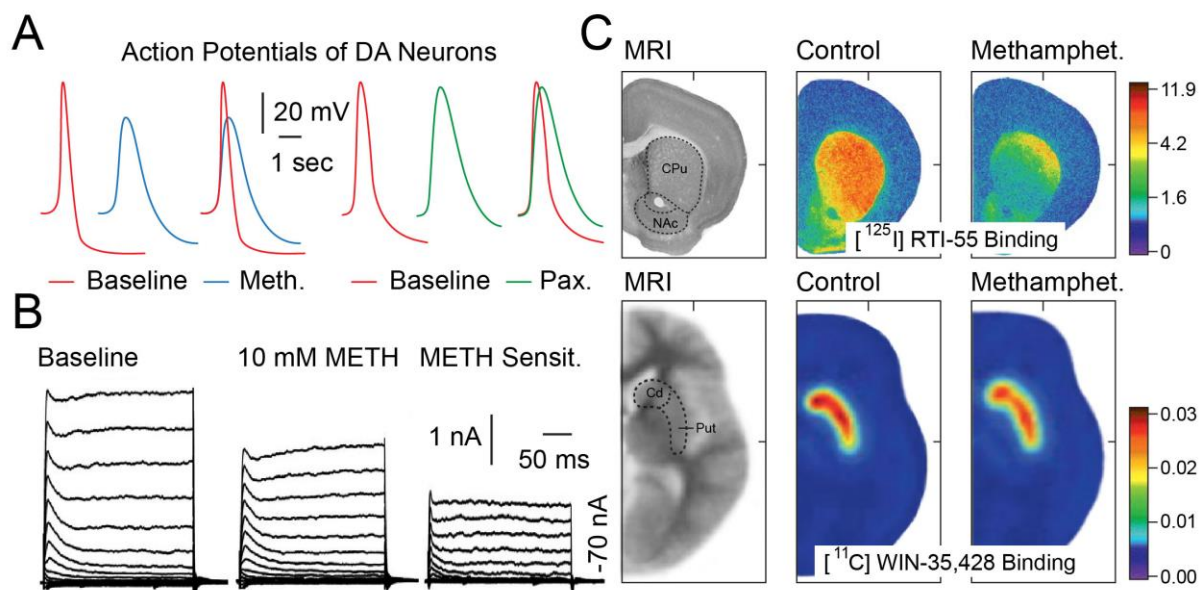 A
Action Potentials of DA Neurons
20 mV
1 sec
Baseline Meth. Baseline Pax.
B
Baseline 10 mM METH METH Sensit.
1 nA
50 ms
-70 nA
C
MRI Control Methamphet.
CPu
NAc
11.9
4.2
1.6
0
[125I] RTI-55 Binding
MRI Control Methamphet.
Cd
Put
0.03
0.02
0.01
0.00
[11C] WIN-35,428 Binding